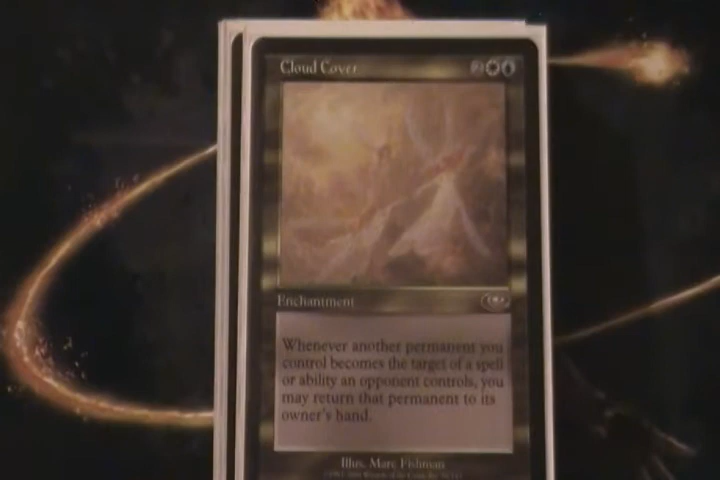 Cloud Cover 2
Enchantment
Whenever another permanent you
control becomes the target of a spell
or ability an opponent controls, you
may return that permanent to its
owner's hand.
Illus. Marc Fishman